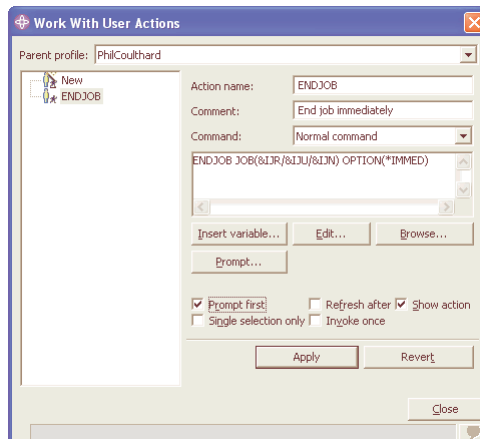 Work With User Actions
Parent profile: PhilCoulthard
New
ENDJOB
Action name: ENDJOB
Comment: End job immediately
Command: Normal command
ENDJOB JOB(&IJR/&IJU/&IJN) OPTION(*IMMED)
Insert variable... Edit... Browse...
Prompt...
Prompt first Refresh after Show action
Single selection only Invoke once
Apply Revert
Close